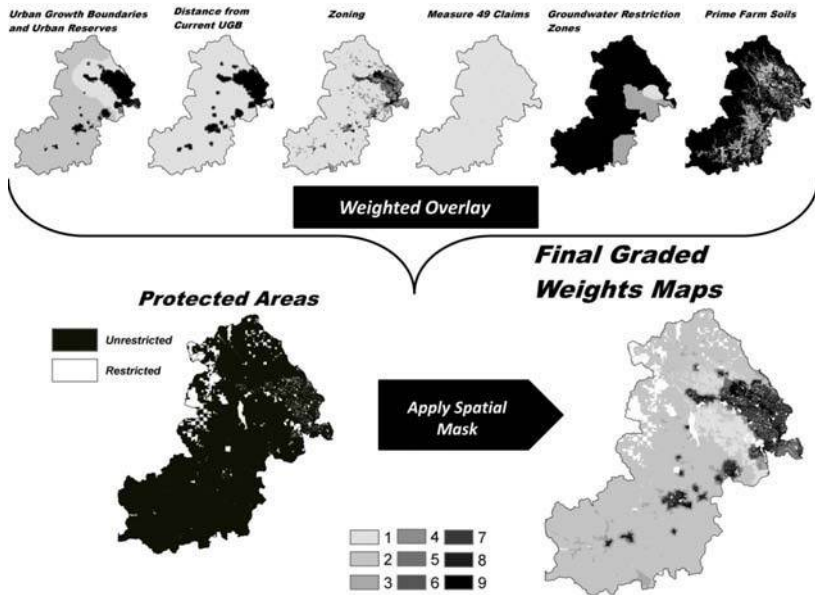 Urban Growth Boundaries
and Urban Reserves
Distance from
Current UGB
Zoning
Measure 49 Claims
Groundwater Restriction
Zones
Prime Farm Soils
Weighted Overlay
Final Graded
Weights Maps
Protected Areas
Unrestricted
Restricted
Apply Spatial
Mask
1 4 7
2 5 8
3 6 9